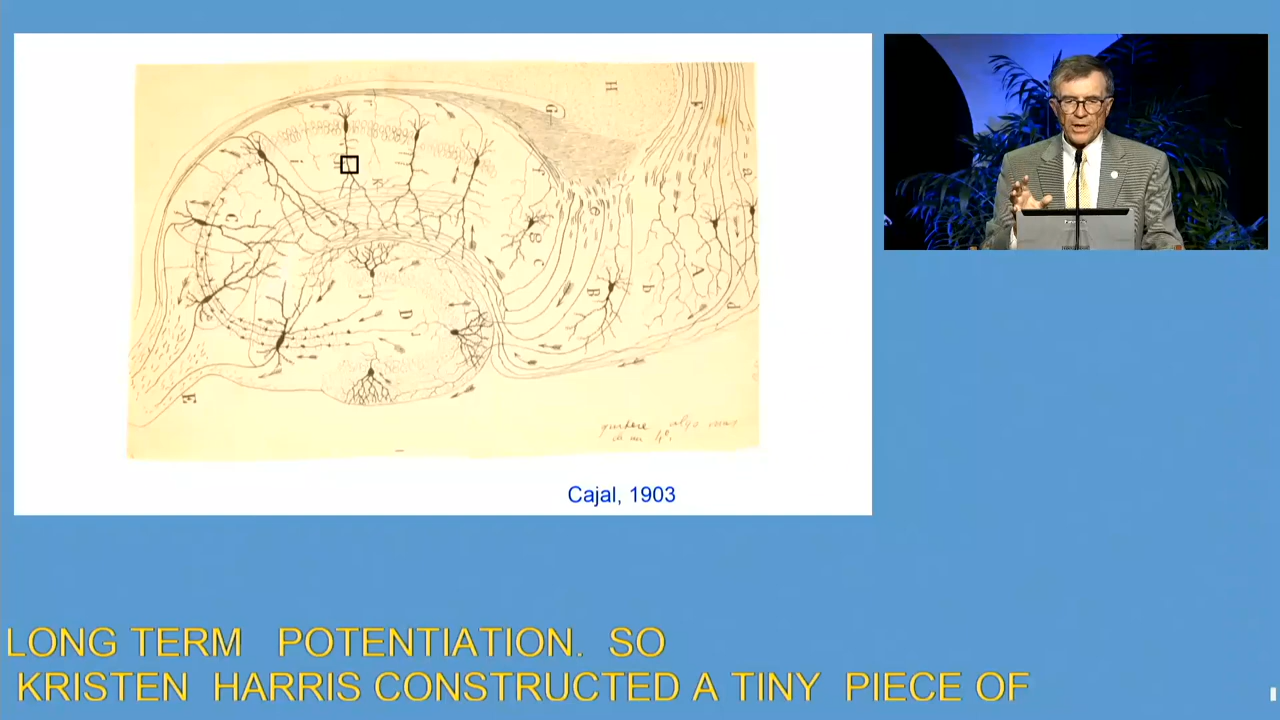 H
G
F
a
r
i
f
e
g
C
c
A
B
b
D
j
d
E
Cajal, 1903
LONG TERM POTENTIATION. SO
KRISTEN HARRIS CONSTRUCTED A TINY PIECE OF